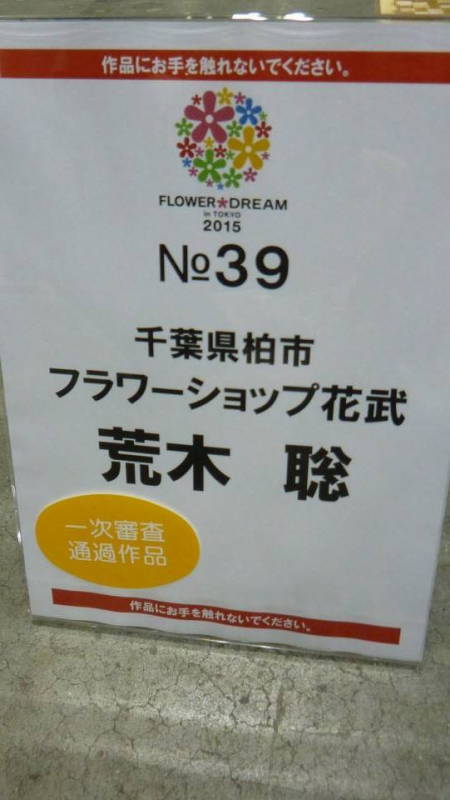 作品にお手を触れないでください。
FLOWER*DREAM
in TOKYO
2015
№39
千葉県柏市
フラワーショップ花武
荒木 聡
一次審査
通過作品
作品にお手を触れないでください。